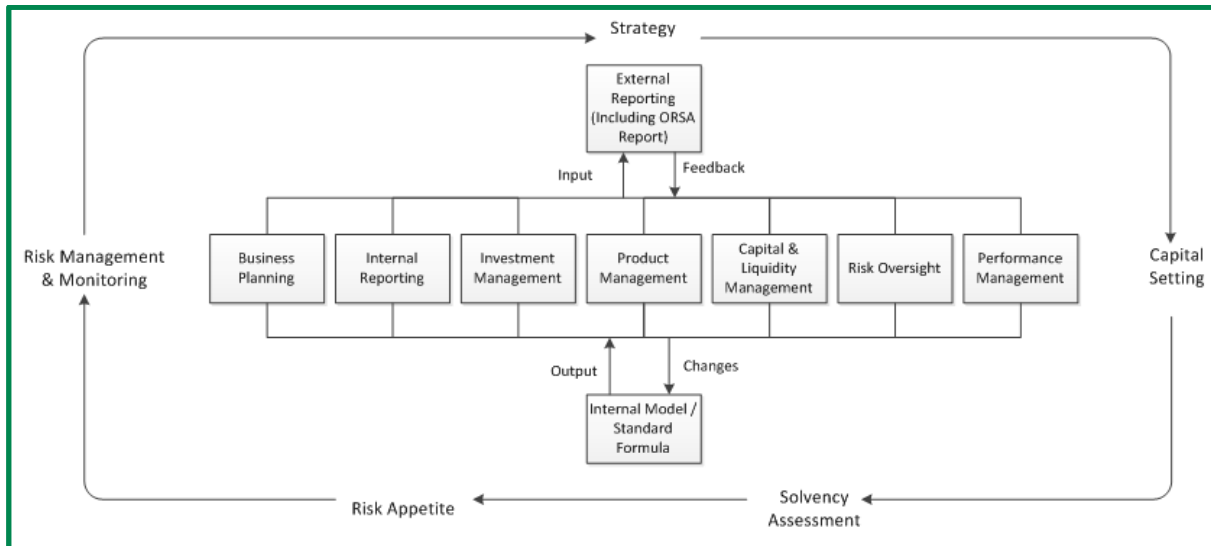 Strategy
External
Reporting
(Including ORSA
Report)
Input
Feedback
Risk Management
& Monitoring
Business
Planning
Internal
Reporting
Investment
Management
Product
Management
Capital &
Liquidity
Management
Risk Oversight
Performance
Management
Capital
Setting
Output
Changes
Internal Model /
Standard
Formula
Risk Appetite
Solvency
Assessment